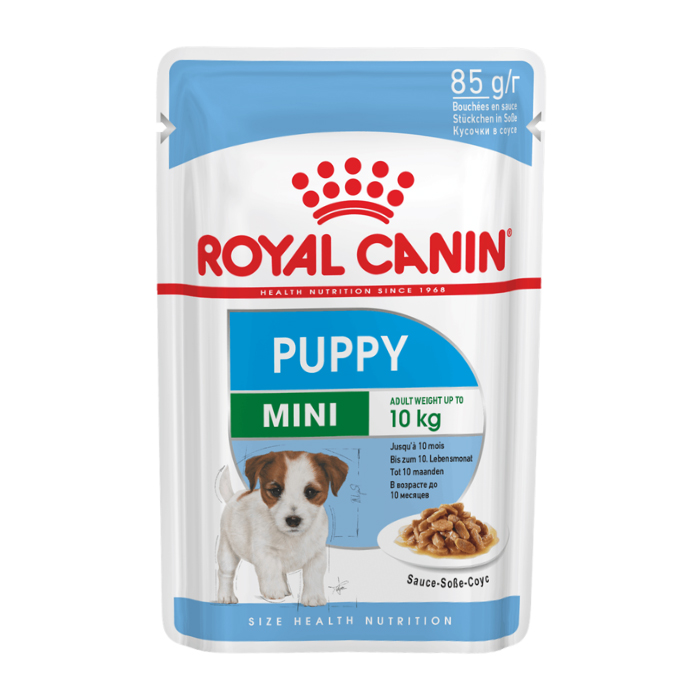 85 g/г
Bouchées en sauce
Stückchen in Soße
Кусочки в соусе
ROYAL CANIN®
HEALTH NUTRITION SINCE 1968
PUPPY
MINI
ADULT WEIGHT UP TO
10 kg
Jusqu'à 10 mois
Bis zum 10. Lebensmonat
Tot 10 maanden
В возрасте до
10 месяцев
Sauce-Soße-Соус
SIZE HEALTH NUTRITION